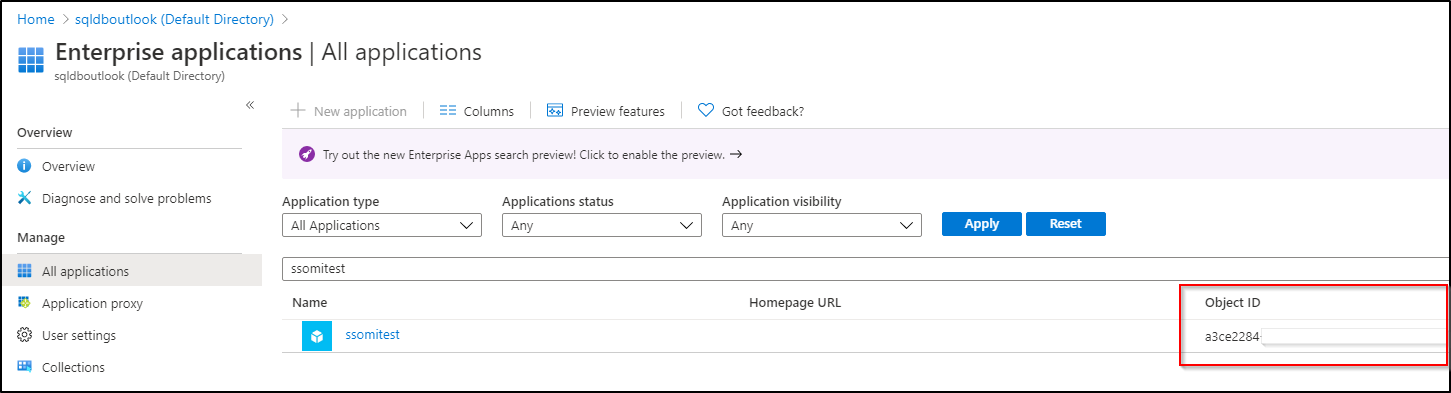 Home > sqldboutlook (Default Directory) >
Enterprise applications | All applications
sqldboutlook (Default Directory)
«
Overview
Overview
Diagnose and solve problems
Manage
All applications
Application proxy
User settings
Collections
+ New application
Columns
Preview features
Got feedback?
Try out the new Enterprise Apps search preview! Click to enable the preview. →
Application type
Applications status
Application visibility
All Applications
Any
Any
Apply
Reset
ssomitest
Name
Homepage URL
Object ID
ssomitest
a3ce2284-